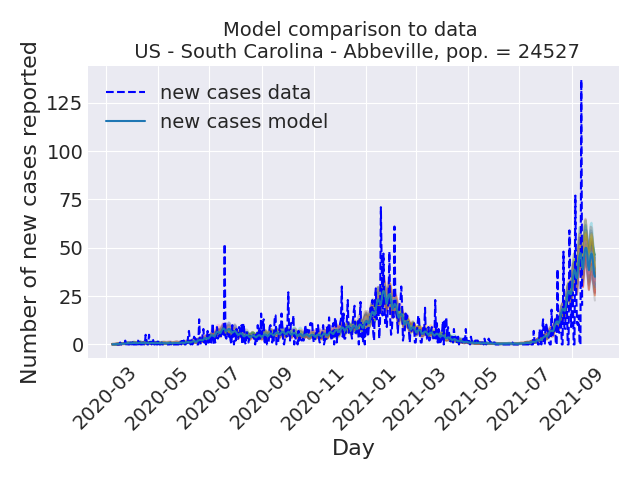 Model comparison to data
US - South Carolina - Abbeville, pop. = 24527
Number of new cases reported
125
100
75
50
25
0
new cases data
new cases model
2020-03
2020-05
2020-07
2020-09
2020-11
2021-01
2021-03
2021-05
2021-07
2021-09
Day